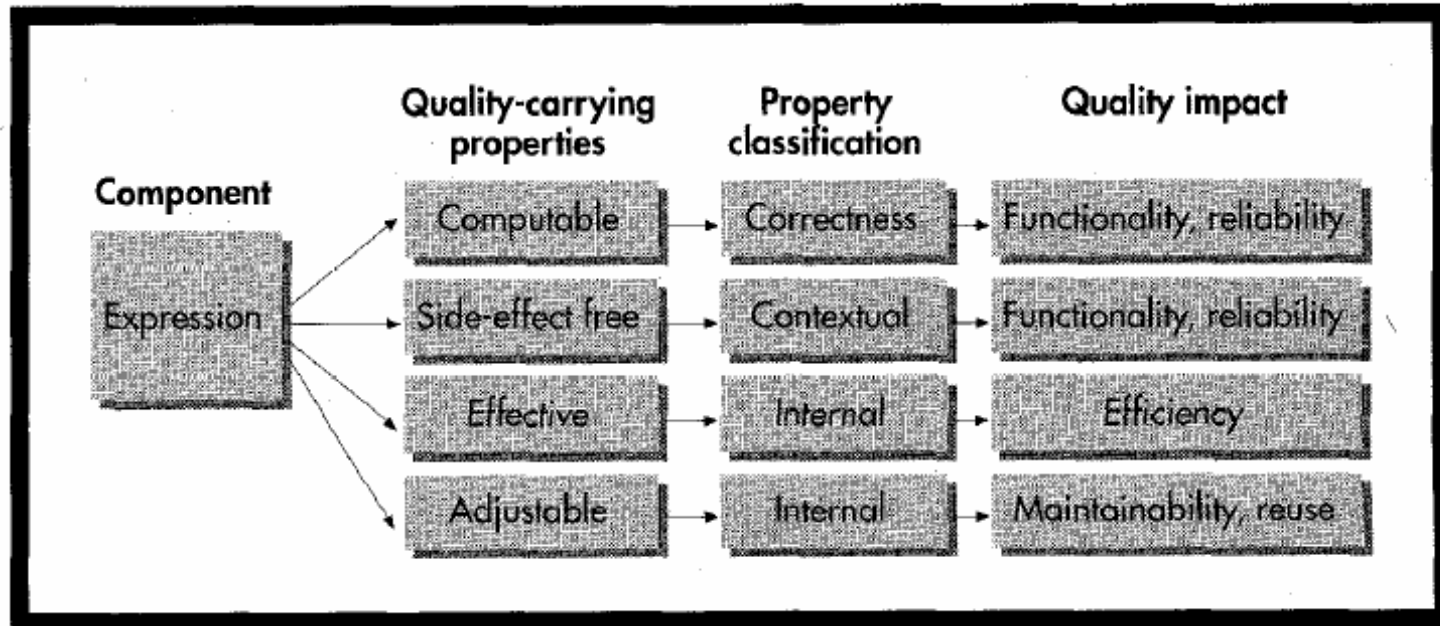 Quality-carrying
properties
Property
classification
Quality impact
Component
Expression
Computable
Correctness
Functionality, reliability
Side-effect free
Contextual
Functionality, reliability
Effective
Internal
Efficiency
Adjustable
Internal
Maintainability, reuse